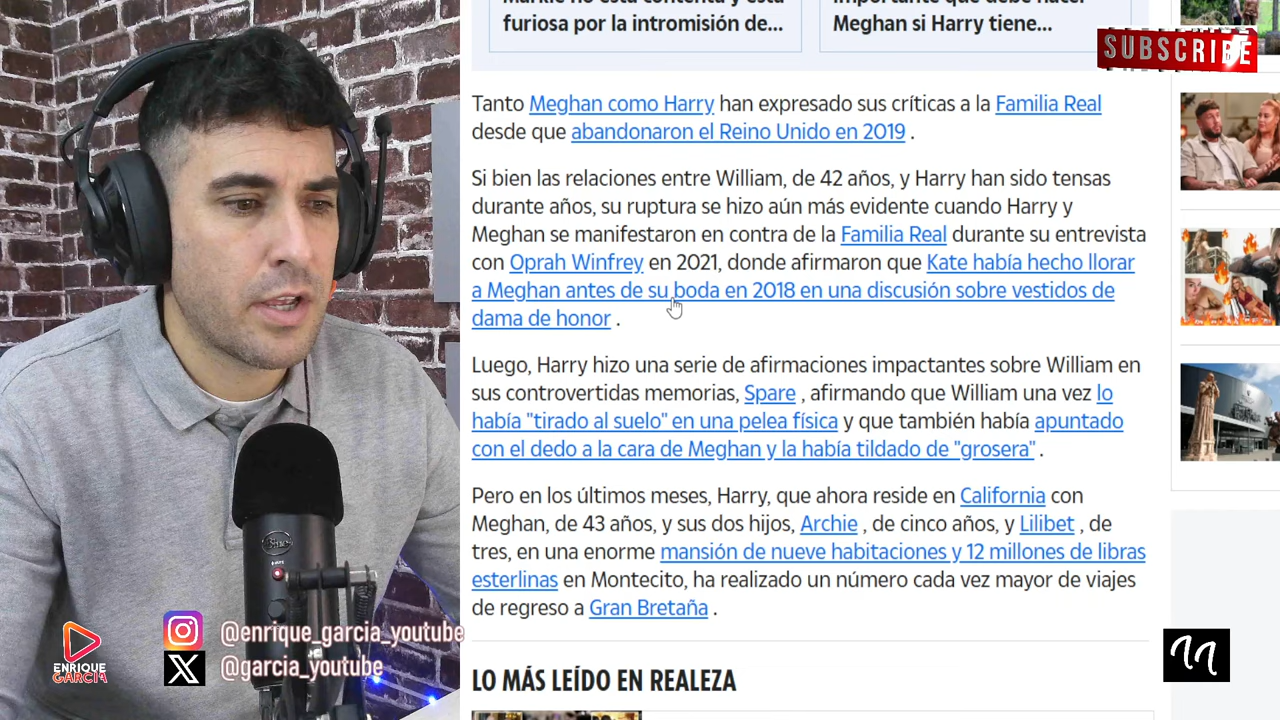 Markle no está contenta y está
furiosa por la intromisión de...
importante que debe hacer
Meghan si Harry tiene...
SUBSCRIBE
Tanto Meghan como Harry han expresado sus críticas a la Familia Real
desde que abandonaron el Reino Unido en 2019 .
Si bien las relaciones entre William, de 42 años, y Harry han sido tensas
durante años, su ruptura se hizo aún más evidente cuando Harry y
Meghan se manifestaron en contra de la Familia Real durante su entrevista
con Oprah Winfrey en 2021, donde afirmaron que Kate había hecho llorar
a Meghan antes de su boda en 2018 en una discusión sobre vestidos de
dama de honor .
Luego, Harry hizo una serie de afirmaciones impactantes sobre William en
sus controvertidas memorias, Spare , afirmando que William una vez lo
había "tirado al suelo" en una pelea física y que también había apuntado
con el dedo a la cara de Meghan y la había tildado de "grosera" .
Pero en los últimos meses, Harry, que ahora reside en California con
Meghan, de 43 años, y sus dos hijos, Archie , de cinco años, y Lilibet , de
tres, en una enorme mansión de nueve habitaciones y 12 millones de libras
esterlinas en Montecito, ha realizado un número cada vez mayor de viajes
de regreso a Gran Bretaña .
LO MÁS LEÍDO EN REALEZA
Blue
ENRIQUE
GARCIA
@enrique_garcia_youtube
@garcia_youtube